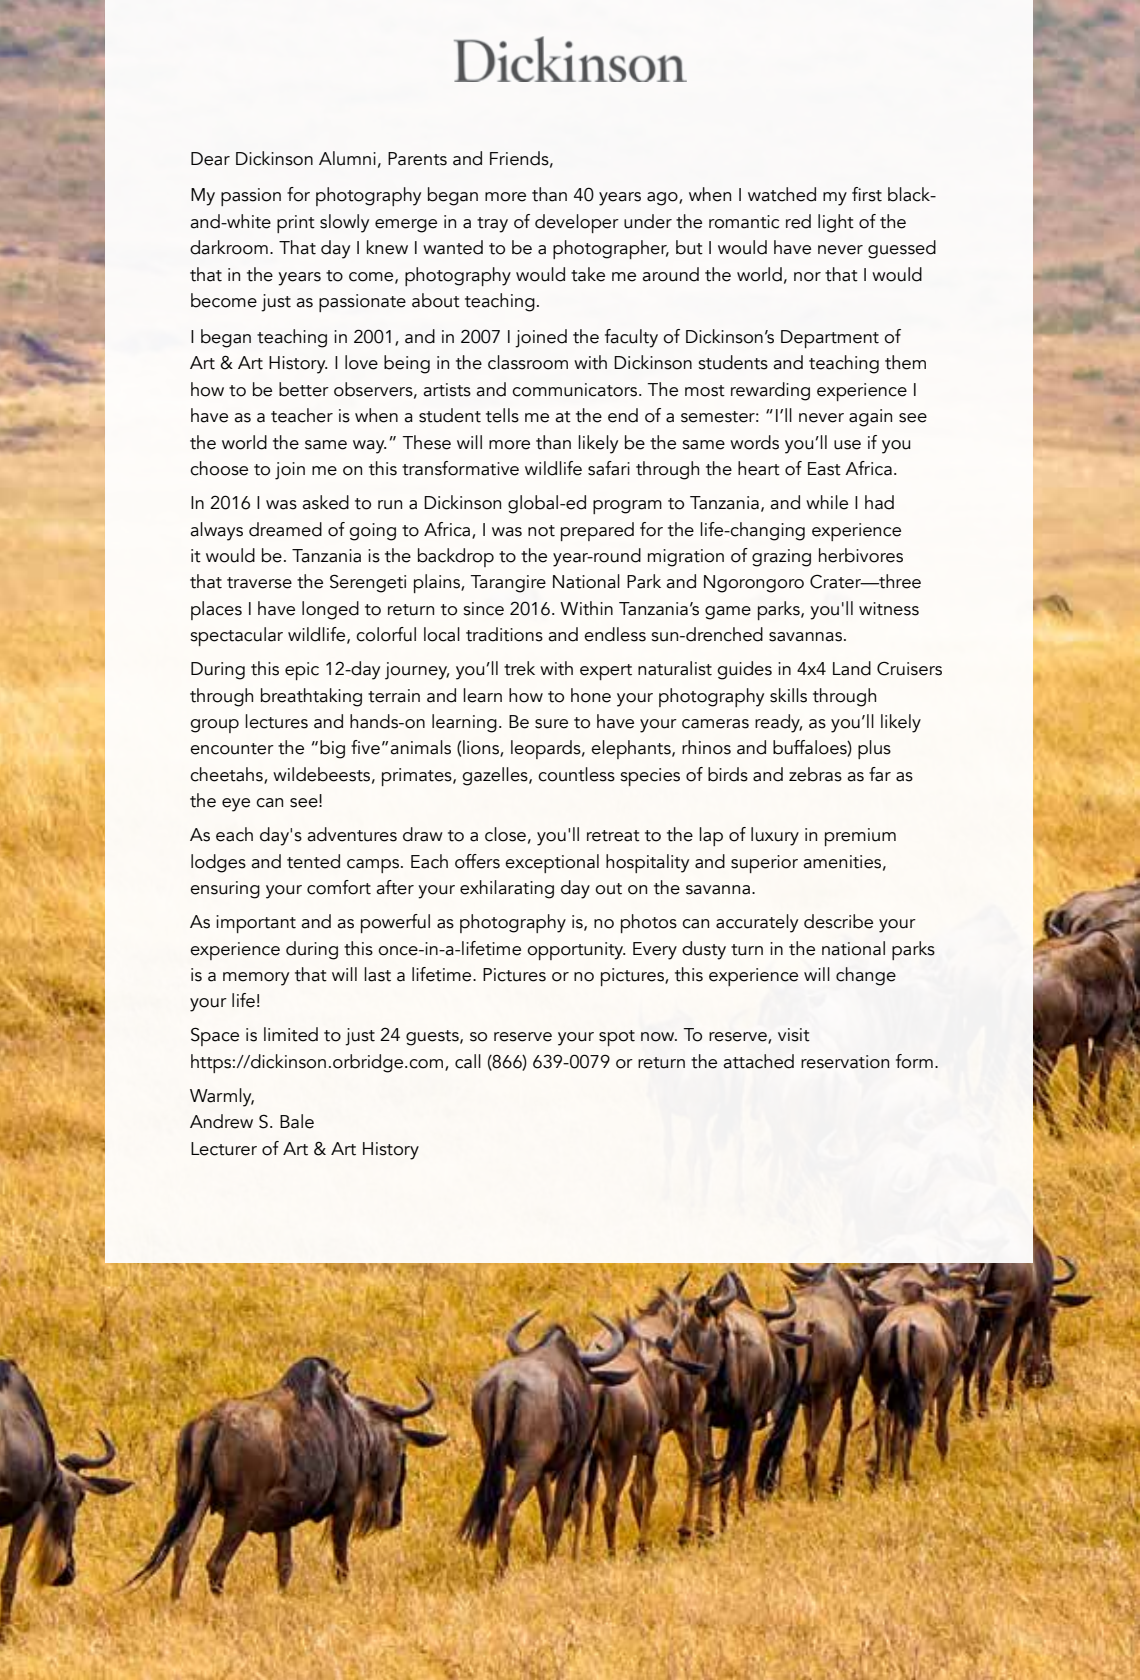 Dickinson
Dear Dickinson Alumni, Parents and Friends,
My passion for photography began more than 40 years ago, when I watched my first black-
and-white print slowly emerge in a tray of developer under the romantic red light of the
darkroom. That day I knew I wanted to be a photographer, but I would have never guessed
that in the years to come, photography would take me around the world, nor that I would
become just as passionate about teaching.
I began teaching in 2001, and in 2007 I joined the faculty of Dickinson’s Department of
Art & Art History. I love being in the classroom with Dickinson students and teaching them
how to be better observers, artists and communicators. The most rewarding experience I
have as a teacher is when a student tells me at the end of a semester: “I’ll never again see
the world the same way.” These will more than likely be the same words you’ll use if you
choose to join me on this transformative wildlife safari through the heart of East Africa.
In 2016 I was asked to run a Dickinson global-ed program to Tanzania, and while I had
always dreamed of going to Africa, I was not prepared for the life-changing experience
it would be. Tanzania is the backdrop to the year-round migration of grazing herbivores
that traverse the Serengeti plains, Tarangire National Park and Ngorongoro Crater—three
places I have longed to return to since 2016. Within Tanzania’s game parks, you'll witness
spectacular wildlife, colorful local traditions and endless sun-drenched savannas.
During this epic 12-day journey, you’ll trek with expert naturalist guides in 4x4 Land Cruisers
through breathtaking terrain and learn how to hone your photography skills through
group lectures and hands-on learning. Be sure to have your cameras ready, as you’ll likely
encounter the “big five”animals (lions, leopards, elephants, rhinos and buffaloes) plus
cheetahs, wildebeests, primates, gazelles, countless species of birds and zebras as far as
the eye can see!
As each day's adventures draw to a close, you'll retreat to the lap of luxury in premium
lodges and tented camps. Each offers exceptional hospitality and superior amenities,
ensuring your comfort after your exhilarating day out on the savanna.
As important and as powerful as photography is, no photos can accurately describe your
experience during this once-in-a-lifetime opportunity. Every dusty turn in the national parks
is a memory that will last a lifetime. Pictures or no pictures, this experience will change
your life!
Space is limited to just 24 guests, so reserve your spot now. To reserve, visit
https://dickinson.orbridge.com, call (866) 639-0079 or return the attached reservation form.
Warmly,
Andrew S. Bale
Lecturer of Art & Art History